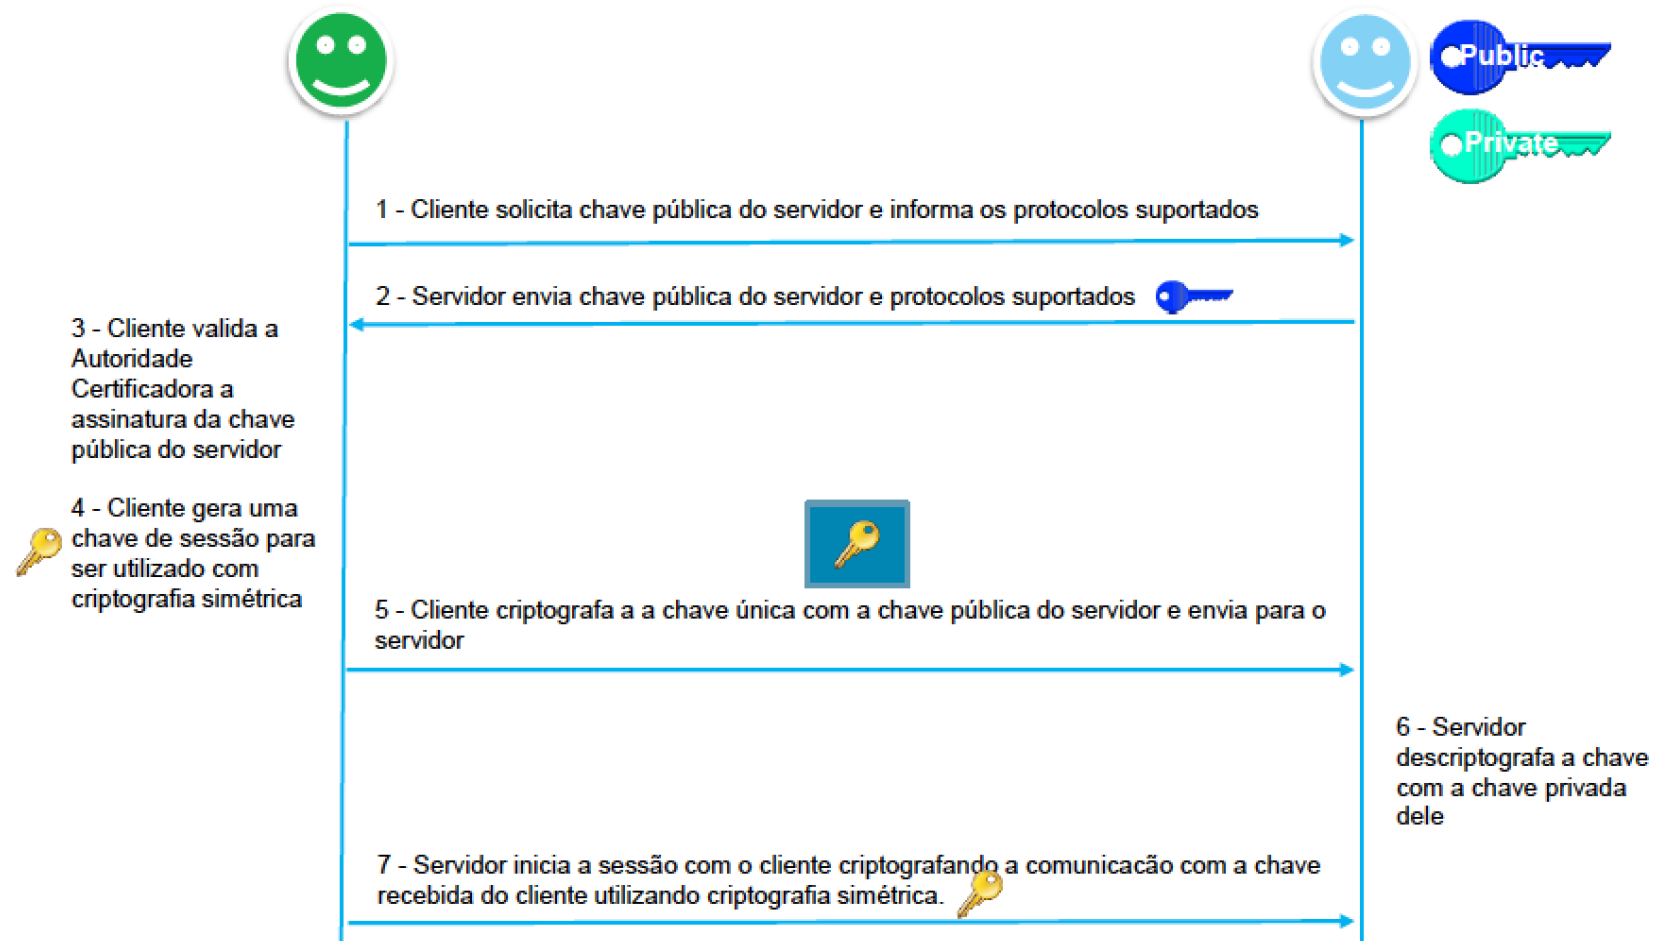 Public
Private
1 - Cliente solicita chave pública do servidor e informa os protocolos suportados
2 - Servidor envia chave pública do servidor e protocolos suportados
3 - Cliente valida a
Autoridade
Certificadora a
assinatura da chave
pública do servidor
4 - Cliente gera uma
chave de sessão para
ser utilizado com
criptografia simétrica
5 - Cliente criptografa a a chave única com a chave pública do servidor e envia para o
servidor
6 - Servidor
descriptografa a chave
com a chave privada
dele
7 - Servidor inicia a sessão com o cliente criptografando a comunicacão com a chave
recebida do cliente utilizando criptografia simétrica.